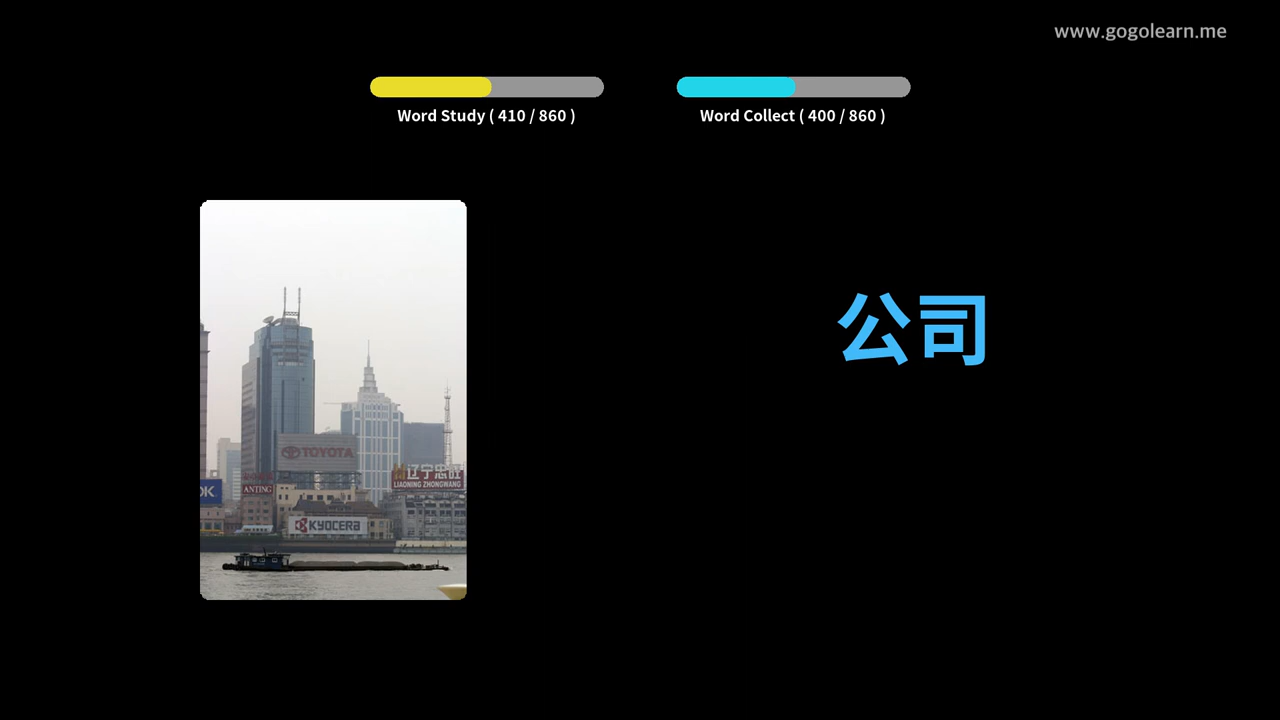 www.gogolearn.me
Word Study ( 410 / 860 )
Word Collect ( 400 / 860 )
公司
TOYOTA
辽宁忠旺
LIAONING ZHONGWANG
ANTING
OK
KYOCERA